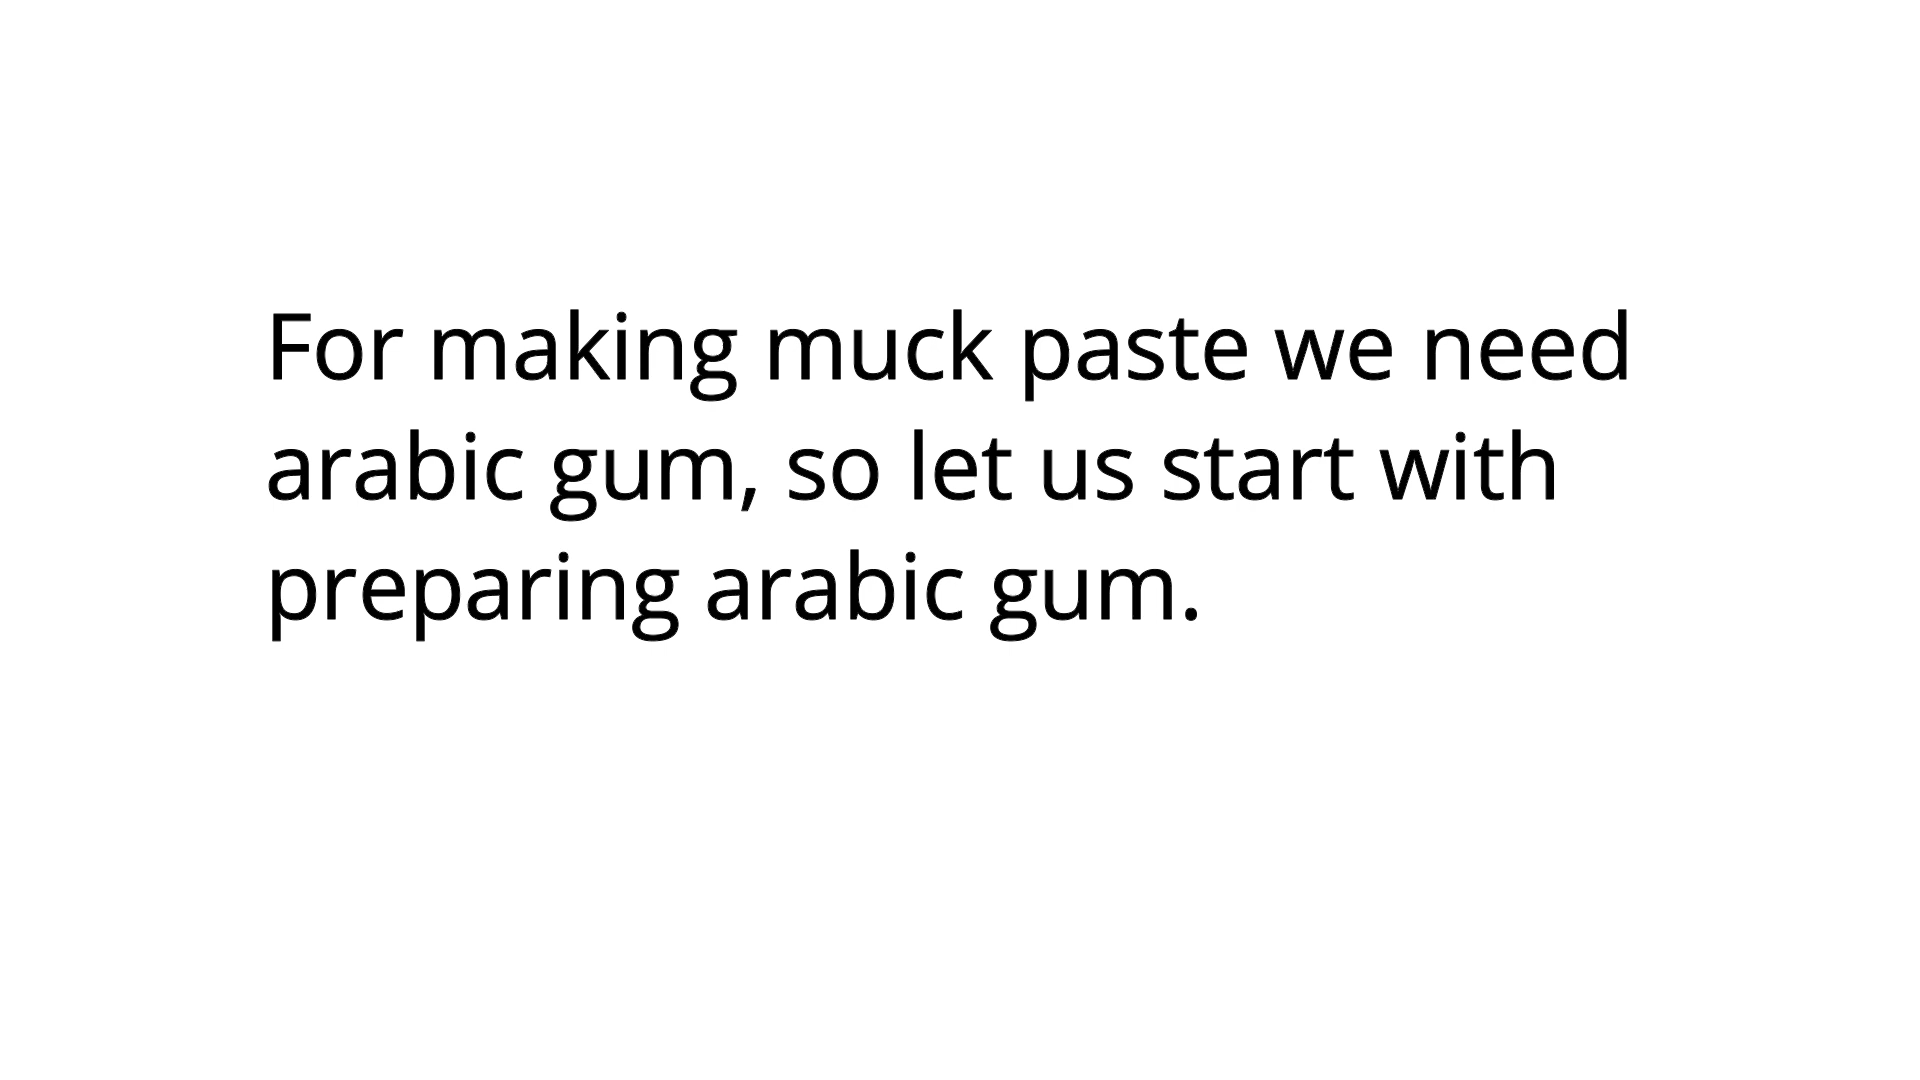 For making muck paste we need
arabic gum, so let us start with
preparing arabic gum.